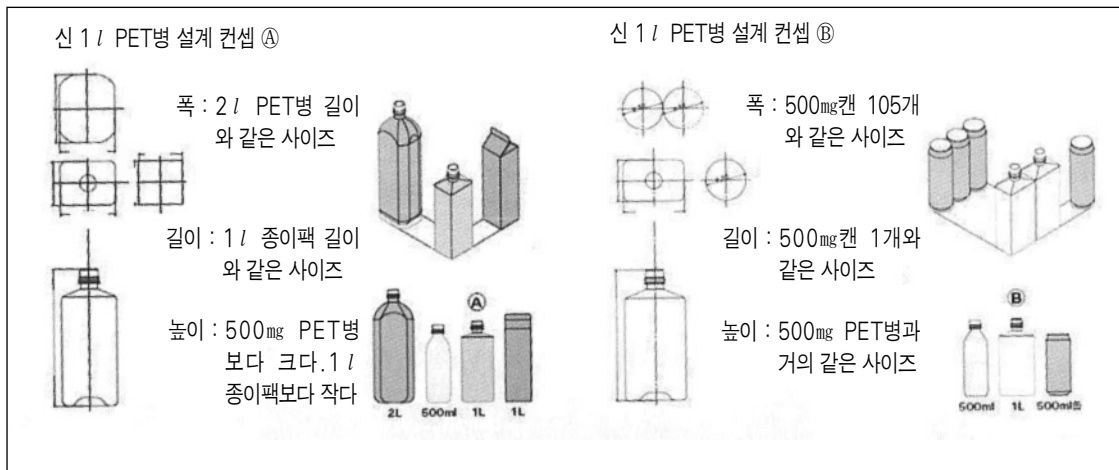 신 1l PET병 설계 컨셉 Ⓐ
폭 : 2l PET병 길이
와 같은 사이즈
길이 : 1l 종이팩 길이
와 같은 사이즈
높이 : 500mg PET병
보다 크다.1l
종이팩보다 작다
Ⓐ
2L 500ml 1L 1L
신 1l PET병 설계 컨셉 Ⓑ
폭 : 500mg캔 105개
와 같은 사이즈
길이 : 500mg캔 1개와
같은 사이즈
높이 : 500mg PET병과
거의 같은 사이즈
Ⓑ
500ml 1L 500ml缶